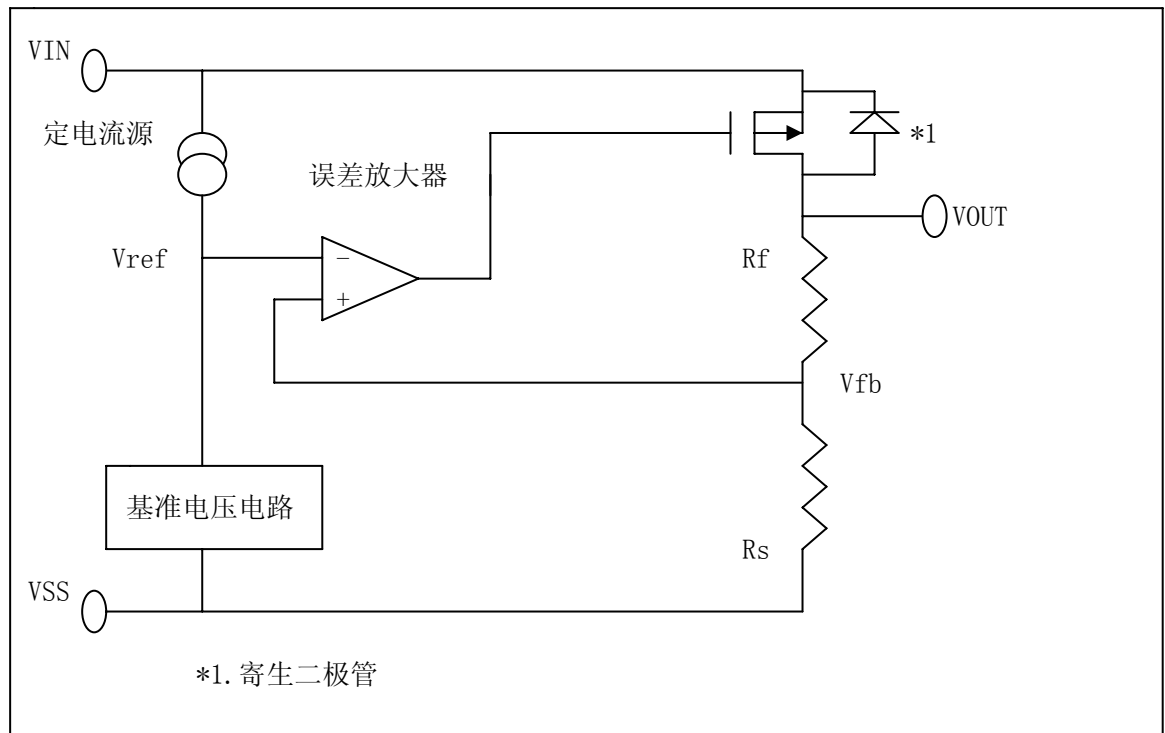 VIN
定电流源
*1
误差放大器
VOUT
Vref
−
Rf
+
Vfb
基准电压电路
Rs
VSS
*1.寄生二极管